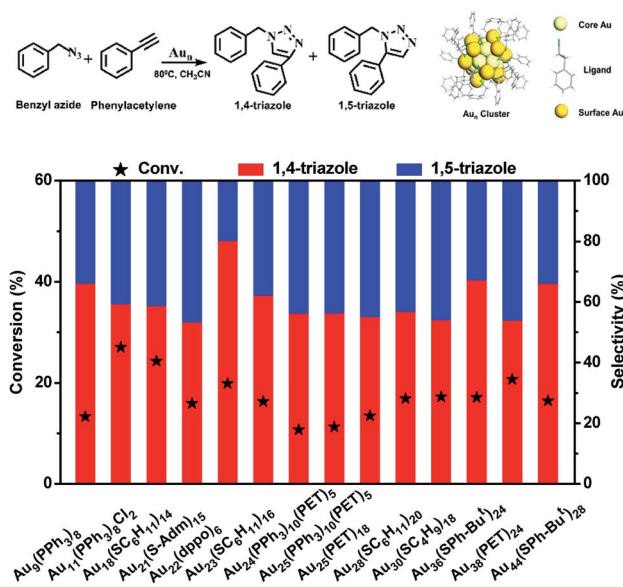 N₃
+
Auₙ
80⁰C, CH₃CN
N
N
N
+
N
N
N
Benzyl azide
Phenylacetylene
1,4-triazole
1,5-triazole
Auₙ Cluster
Core Au
Ligand
Surface Au
Conv.
1,4-triazole
1,5-triazole
60
40
20
0
Conversion (%)
100
80
60
40
20
0
Selectivity (%)
Au₉(PPh₃)₈
Au₁₁(PPh₃)₈Cl₂
Au₁₈(SC₆H₁₁)₁₄
Au₂₁(S-Adm)₁₅
Au₂₂(dppo)₆
Au₂₃(SC₆H₁₁)₁₆
Au₂₄(PPh₃)₁₀(PET)₅
Au₂₅(PPh₃)₁₀(PET)₅
Au₂₅(PET)₁₈
Au₂₈(SC₆H₁₁)₂₀
Au₃₀(SC₄H₉)₁₈
Au₃₆(SPh-Buᵗ)₂₄
Au₃₈(PET)₂₄
Au₄₄(SPh-Buᵗ)₂₈